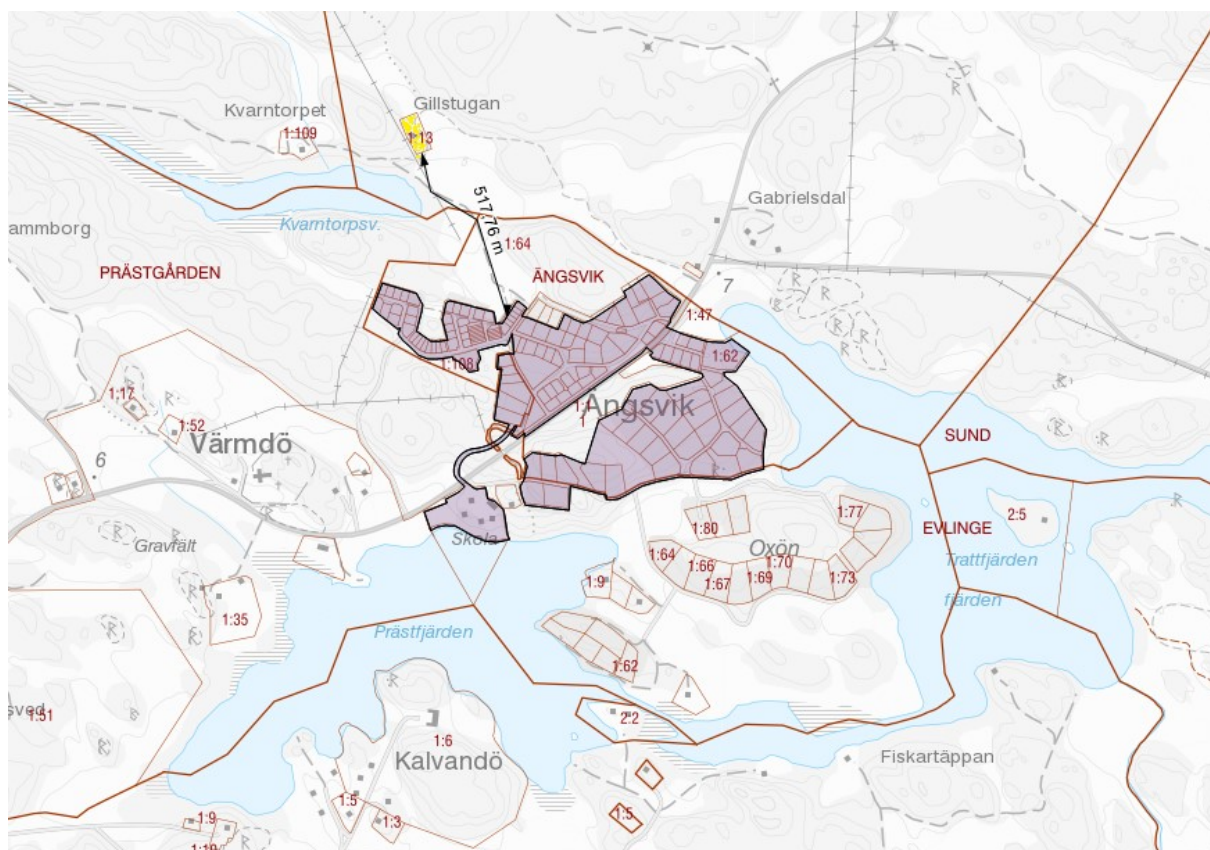 Gillstugan
Kvarntorpet
1:109
1:13
517.76 m
Gabrielsdal
Kvarntorpsv.
ammborg
1:64
PRÄSTGÅRDEN
ÄNGSVIK
7
1:47
1:62
1:108
1:17
Ängsvik
1:52
Värmdö
SUND
6
1:77
2:5
1:80
EVLINGE
Gravfält
Skola
Oxön
1:64
1:66
1:70
Trattfjärden
1:67
1:69
1:73
1:9
fjärden
1:35
Prästfjärden
1:62
sved
1:51
2:2
1:6
Kalvandö
Fiskartäppan
1:5
1:9
1:3
1:5